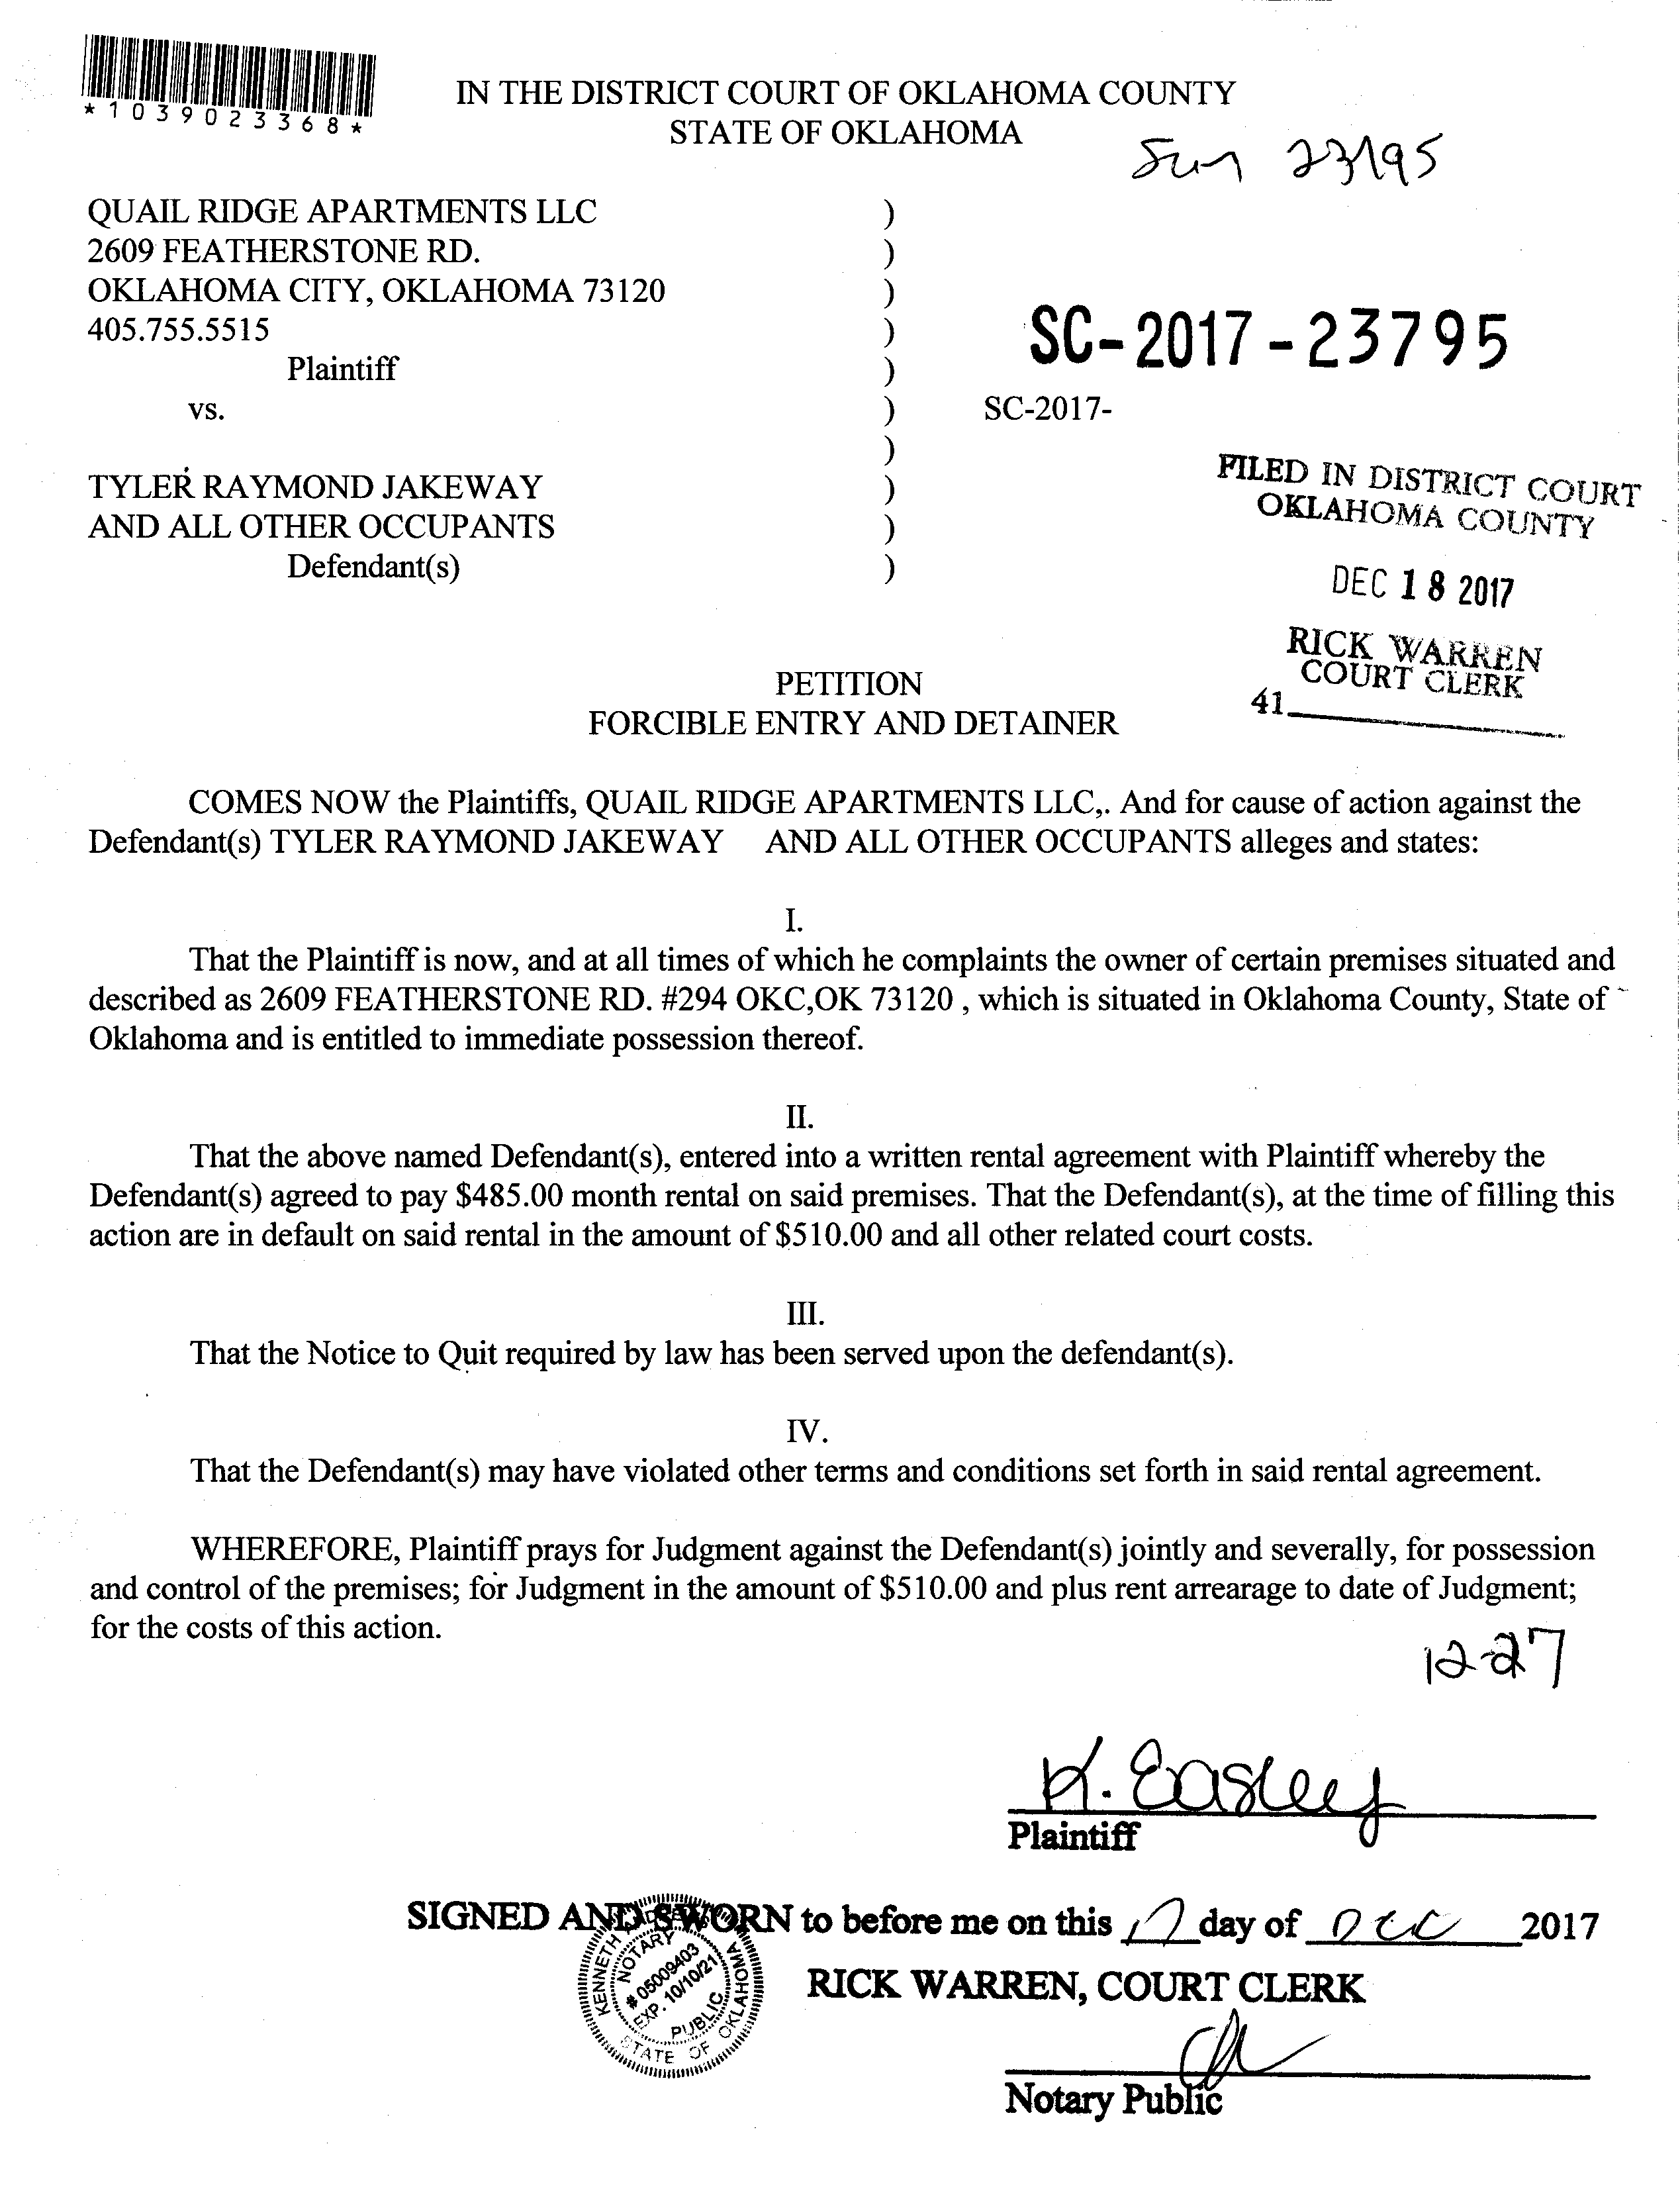 *1039023368*
IN THE DISTRICT COURT OF OKLAHOMA COUNTY
STATE OF OKLAHOMA
QUAIL RIDGE APARTMENTS LLC )
2609 FEATHERSTONE RD. )
OKLAHOMA CITY, OKLAHOMA 73120 )
405.755.5515 )
SC-2017-23795
Plaintiff )
vs. ) SC-2017-
)
TYLER RAYMOND JAKEWAY )
AND ALL OTHER OCCUPANTS )
Defendant(s) )
FILED IN DISTRICT COURT
OKLAHOMA COUNTY
DEC 18 2017
RICK WARREN
COURT CLERK
41
PETITION
FORCIBLE ENTRY AND DETAINER
COMES NOW the Plaintiffs, QUAIL RIDGE APARTMENTS LLC,. And for cause of action against the
Defendant(s) TYLER RAYMOND JAKEWAY AND ALL OTHER OCCUPANTS alleges and states:
I.
That the Plaintiff is now, and at all times of which he complaints the owner of certain premises situated and
described as 2609 FEATHERSTONE RD. #294 OKC,OK 73120 , which is situated in Oklahoma County, State of
Oklahoma and is entitled to immediate possession thereof.
II.
That the above named Defendant(s), entered into a written rental agreement with Plaintiff whereby the
Defendant(s) agreed to pay $485.00 month rental on said premises. That the Defendant(s), at the time of filling this
action are in default on said rental in the amount of $510.00 and all other related court costs.
III.
That the Notice to Quit required by law has been served upon the defendant(s).
IV.
That the Defendant(s) may have violated other terms and conditions set forth in said rental agreement.
WHEREFORE, Plaintiff prays for Judgment against the Defendant(s) jointly and severally, for possession
and control of the premises; for Judgment in the amount of $510.00 and plus rent arrearage to date of Judgment;
for the costs of this action.
12-27
K. Easley
Plaintiff
SIGNED AND SWORN to before me on this day of Dec 2017
KENNETH
NOTARY
# 05009403
EXP. 10/10/21
PUBLIC
STATE OF OKLAHOMA
RICK WARREN, COURT CLERK
Notary Public